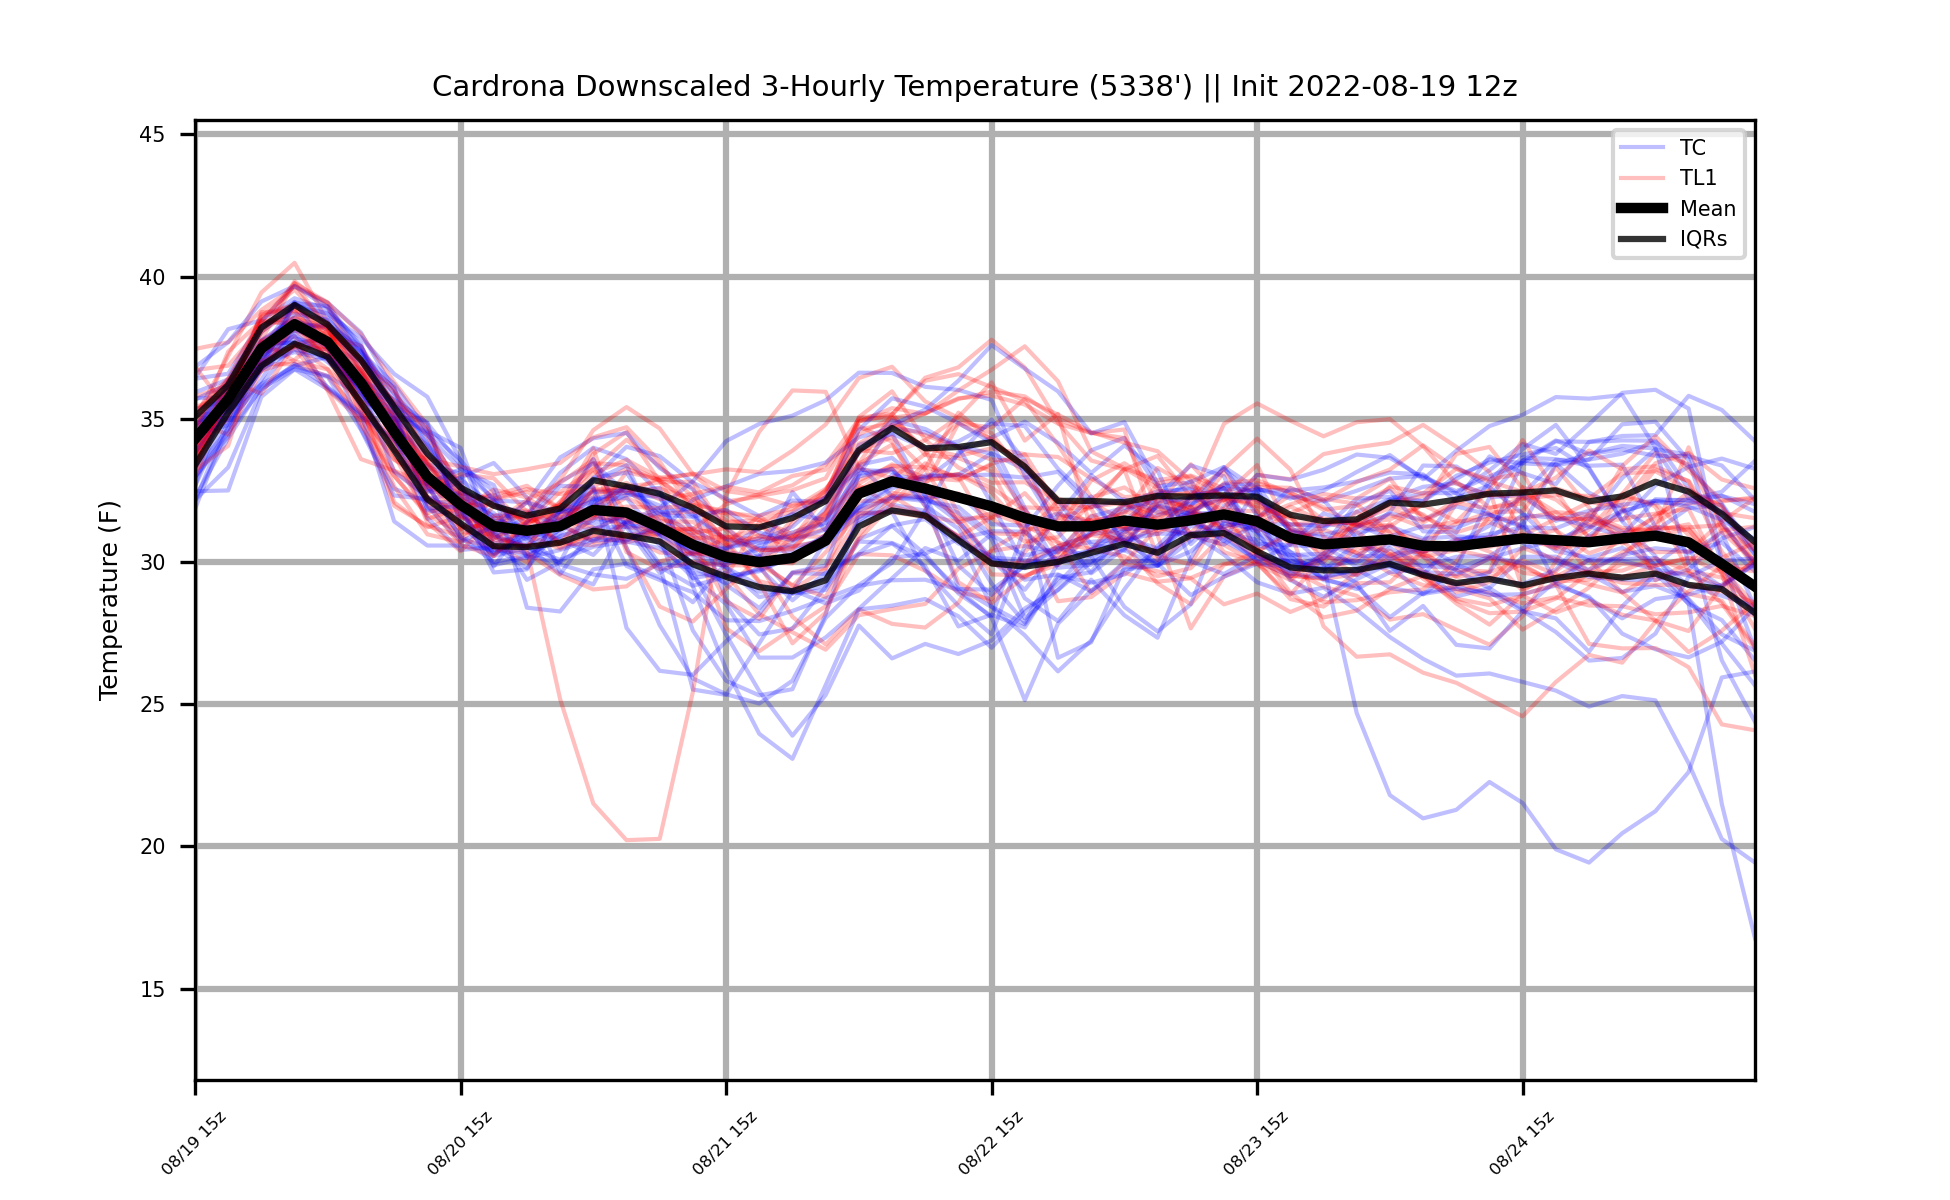 Cardrona Downscaled 3-Hourly Temperature (5338') || Init 2022-08-19 12z
TC
TL1
Mean
IQRs
Temperature (F)
45
40
35
30
25
20
15
08/19 15z
08/20 15z
08/21 15z
08/22 15z
08/23 15z
08/24 15z